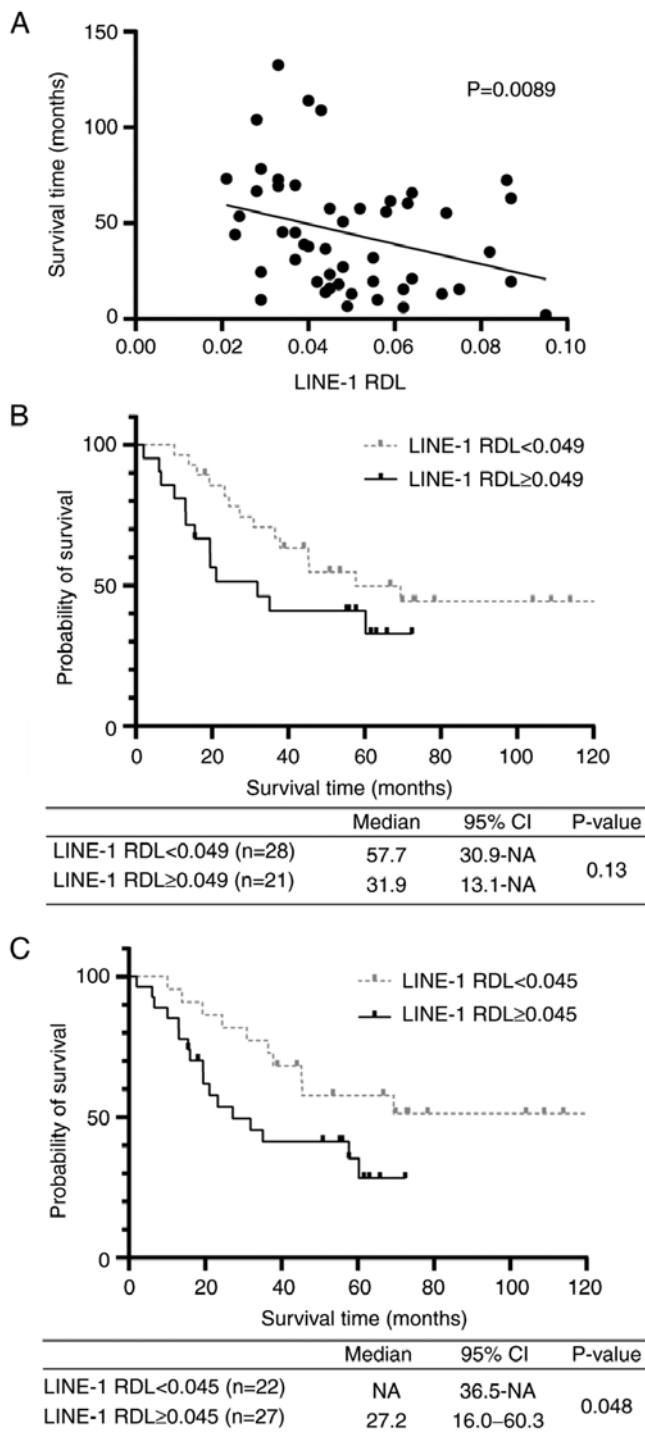 A
150
100
50
0
Survival time (months)
P=0.0089
0.00 0.02 0.04 0.06 0.08 0.10
LINE-1 RDL
B
100
50
0
Probability of survival
LINE-1 RDL<0.049
LINE-1 RDL≥0.049
0 20 40 60 80 100 120
Survival time (months)
Median 95% CI P-value
LINE-1 RDL<0.049 (n=28) 57.7 30.9-NA
0.13
LINE-1 RDL≥0.049 (n=21) 31.9 13.1-NA
C
100
50
0
Probability of survival
LINE-1 RDL<0.045
LINE-1 RDL≥0.045
0 20 40 60 80 100 120
Survival time (months)
Median 95% CI P-value
LINE-1 RDL<0.045 (n=22) NA 36.5-NA
0.048
LINE-1 RDL≥0.045 (n=27) 27.2 16.0–60.3